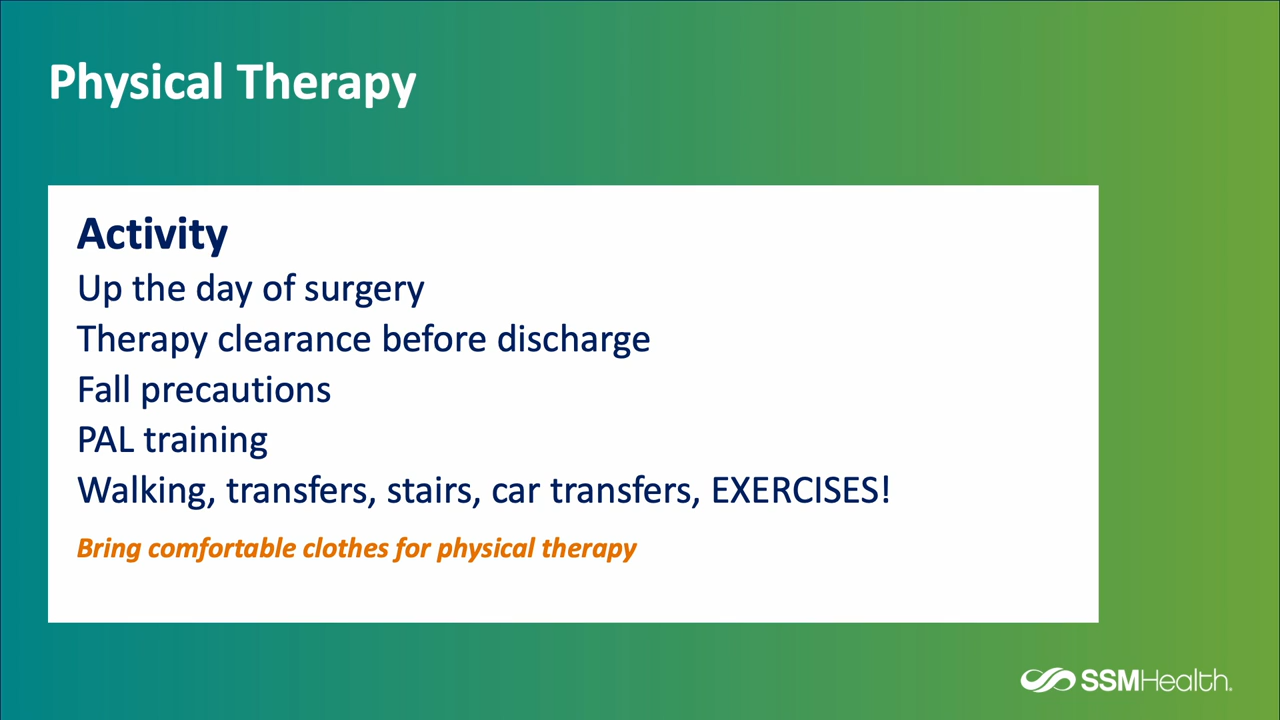 Physical Therapy
Activity
Up the day of surgery
Therapy clearance before discharge
Fall precautions
PAL training
Walking, transfers, stairs, car transfers, EXERCISES!
Bring comfortable clothes for physical therapy
SSMHealth.